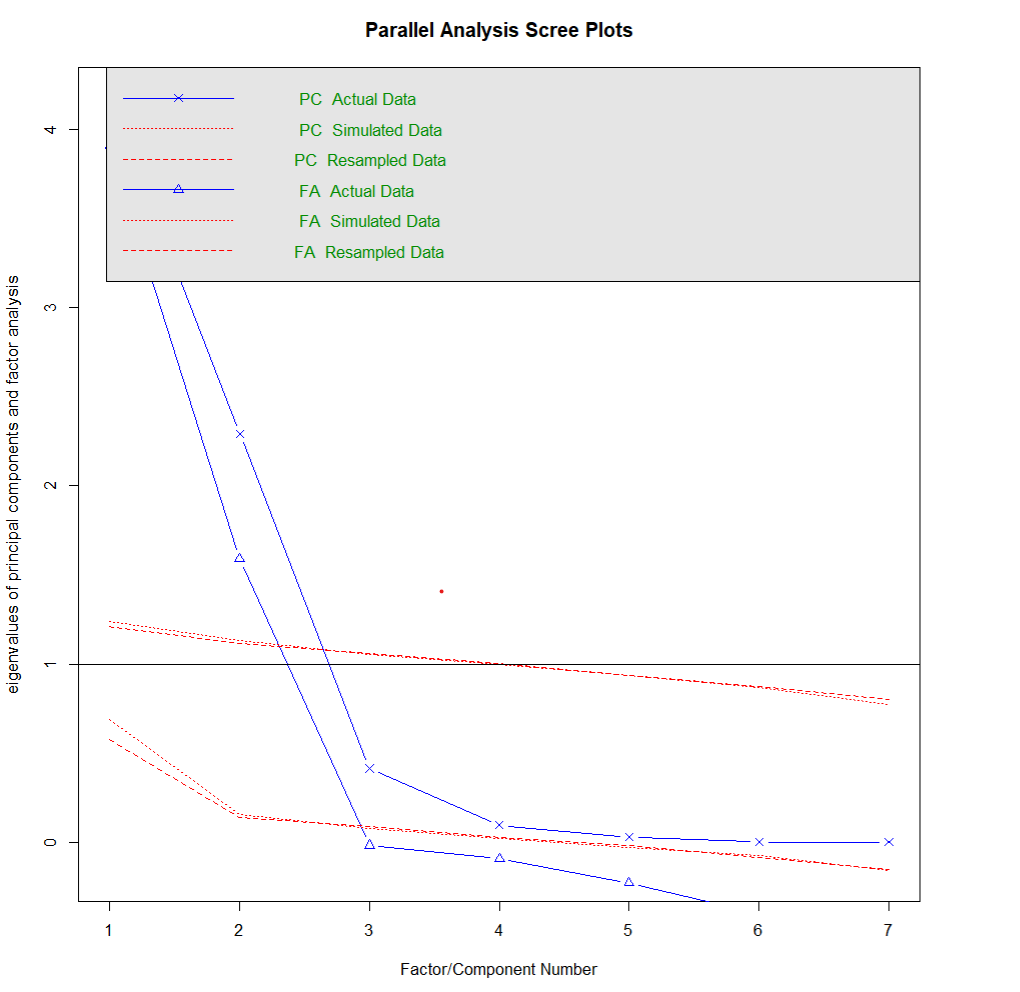 Parallel Analysis Scree Plots
PC Actual Data
PC Simulated Data
PC Resampled Data
FA Actual Data
FA Simulated Data
FA Resampled Data
eigenvalues of principal components and factor analysis
4
3
2
1
0
1 2 3 4 5 6 7
Factor/Component Number